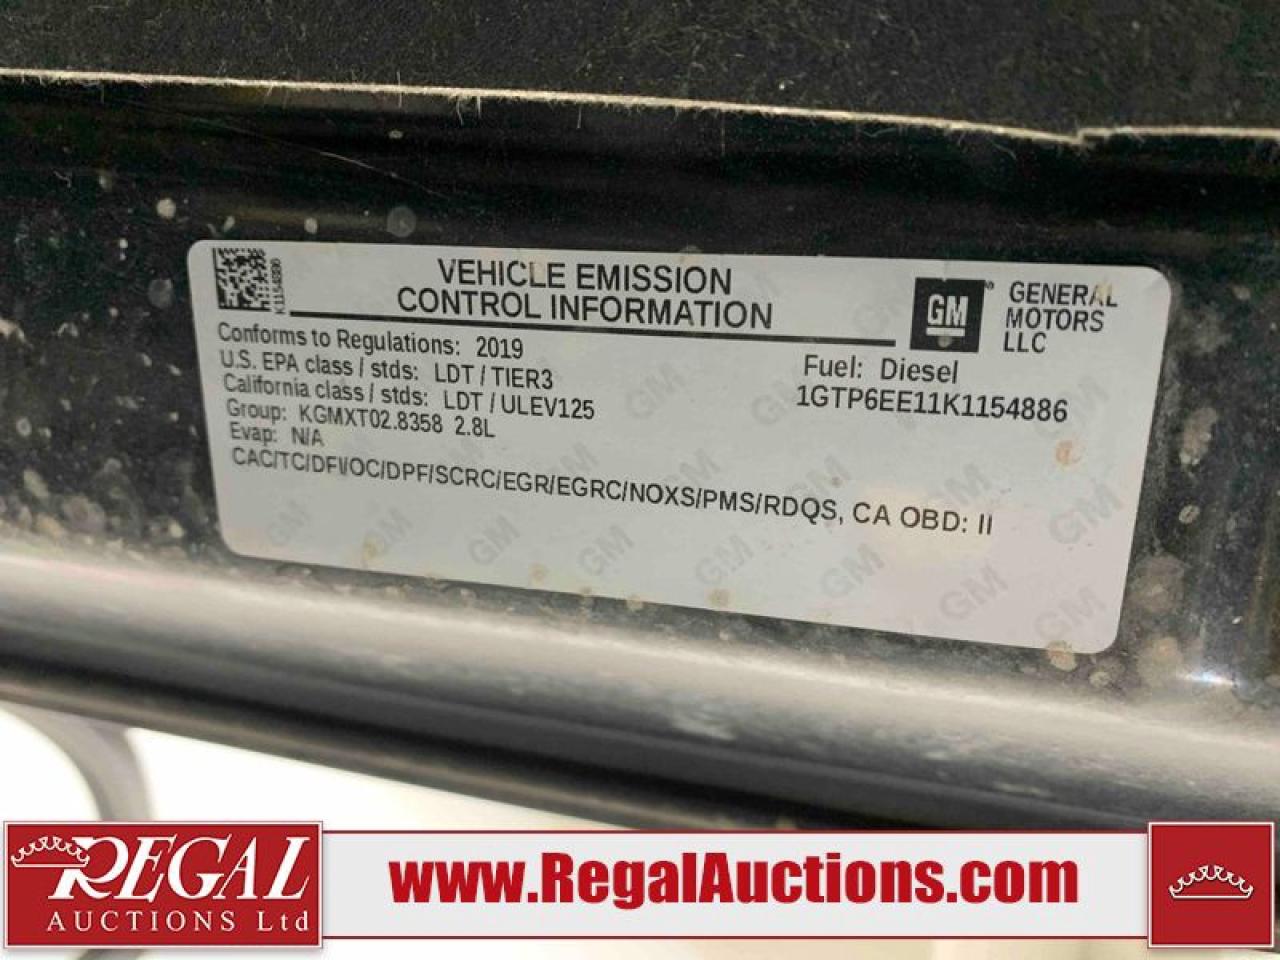 VEHICLE EMISSION
CONTROL INFORMATION
K1154886
GM
GENERAL
MOTORS
LLC
Conforms to Regulations: 2019
U.S. EPA class / stds: LDT / TIER3
California class / stds: LDT / ULEV125
Group: KGMXT02.8358 2.8L
Evap: N/A
Fuel: Diesel
1GTP6EE11K1154886
CAC/TC/DFI/OC/DPF/SCRC/EGR/EGRC/NOXS/PMS/RDQS, CA OBD: II
REGAL
AUCTIONS Ltd
www.RegalAuctions.com